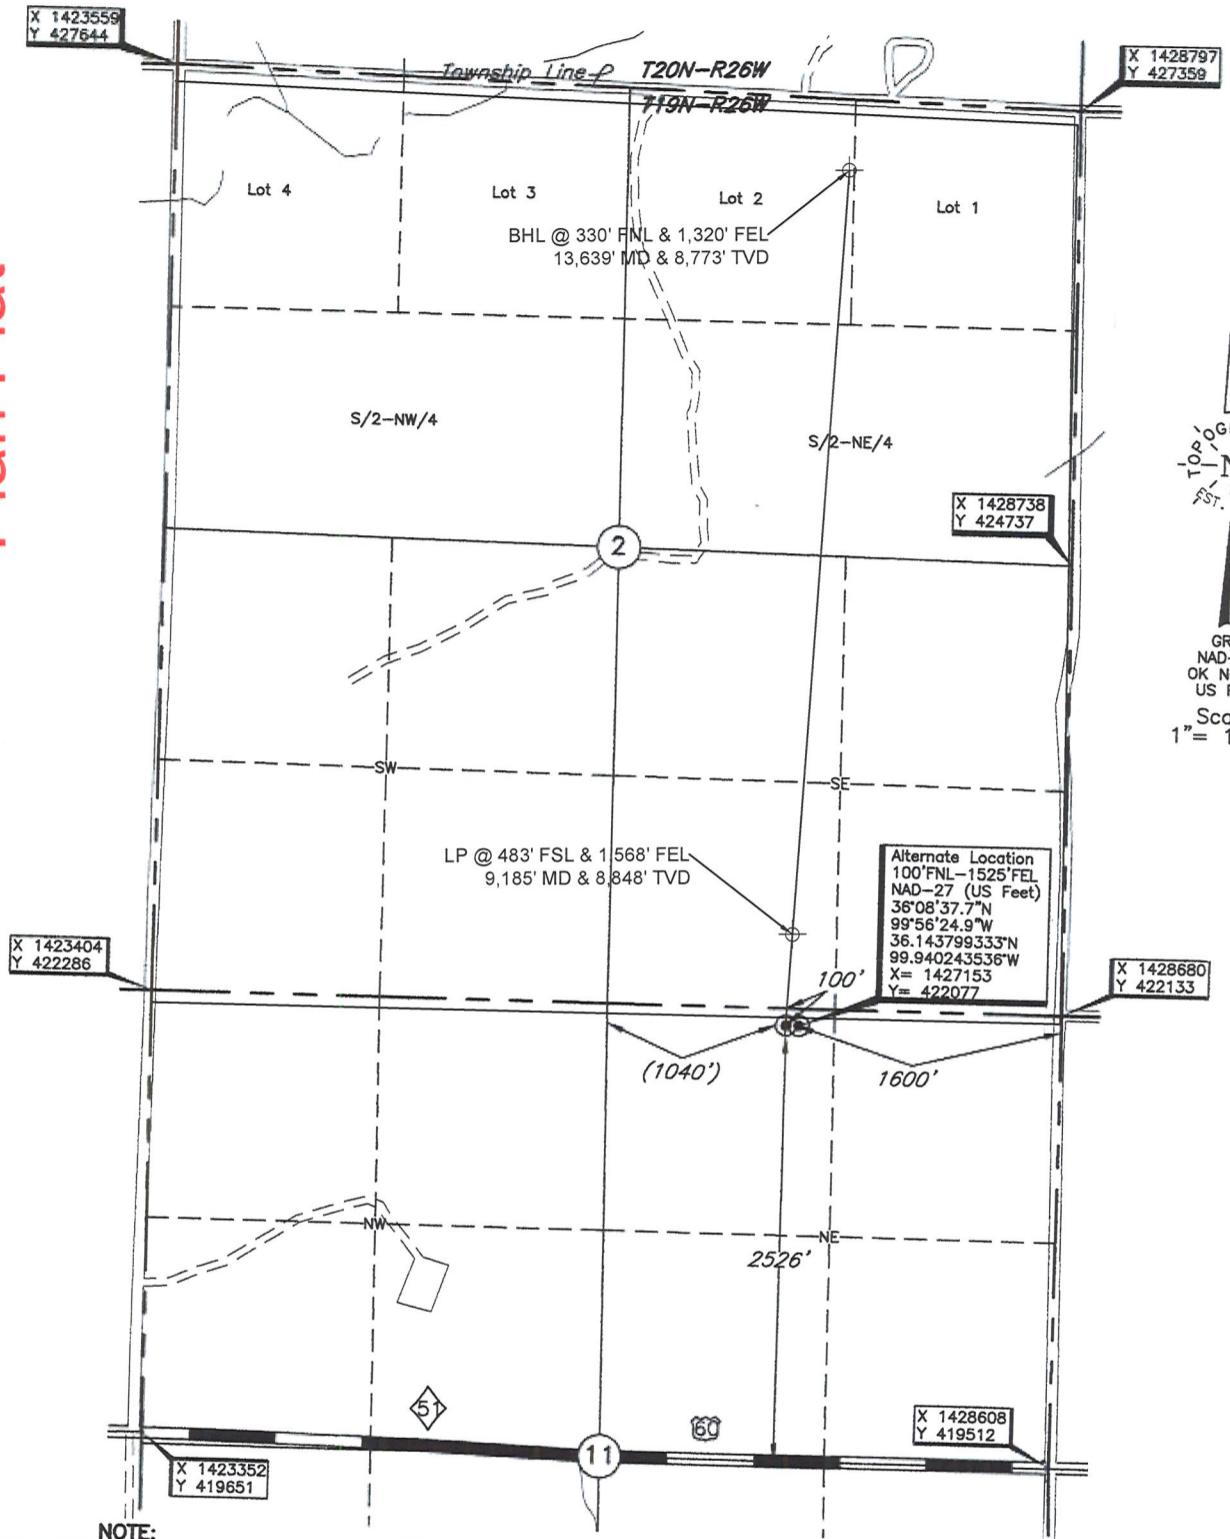 X 1423559
Y 427644
X 1428797
Y 427359
Township Line
T20N-R26W
T19N-R26W
Lot 4
Lot 3
Lot 2
Lot 1
BHL @ 330' FNL & 1,320' FEL
13,639' MD & 8,773' TVD
S/2-NW/4
S/2-NE/4
X 1428738
Y 424737
2
EST.
US
1"= 1
SW
SE
LP @ 483' FSL & 1,568' FEL
9,185' MD & 8,848' TVD
Alternate Location
100'FNL-1525'FEL
NAD-27 (US Feet)
36°08'37.7"N
99°56'24.9"W
36.143799333°N
99.940243536°W
X= 1427153
Y= 422077
X 1423404
Y 422286
X 1428680
Y 422133
100'
(1040')
1600'
NW
NE
2526'
51
60
X 1428608
Y 419512
11
X 1423352
Y 419651
NOTE: